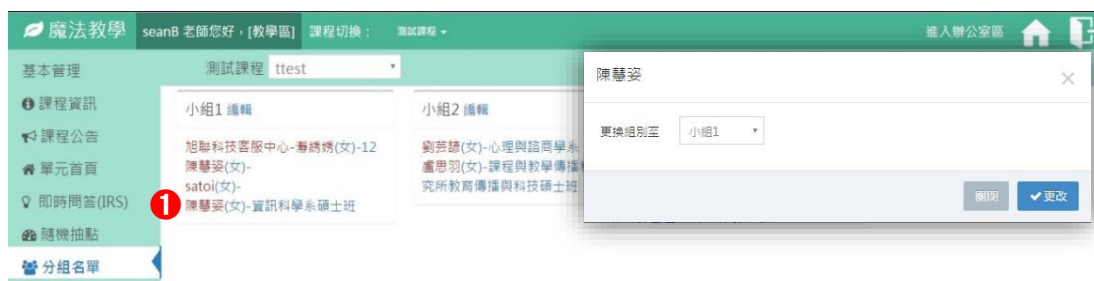 魔法教學 seanB 老師您好，[教學區] 課程切換： 測試課程 進入辦公室區
基本管理
測試課程 ttest
課程資訊
課程公告
單元首頁
即時問答(IRS)
隨機抽點
分組名單
小組1 編輯
旭聯科技客服中心-(女)-12
陳慧姿(女)-
satoi(女)-
1 陳慧姿(女)-資訊科學系碩士班
小組2 編輯
劉芸(女)-心理與諮商學系
盧思羽(女)-課程與教學傳播科
究所教育傳播與科技碩士班
陳慧姿 ×
更換組別至 小組1
關閉 更改